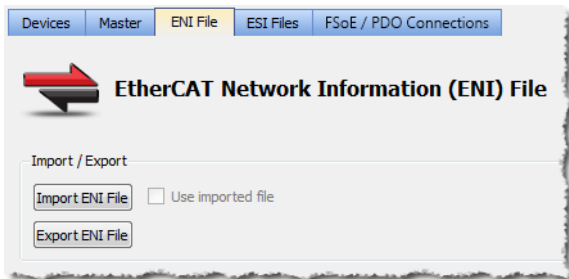 Devices Master ENI File ESI Files FSoE / PDO Connections
EtherCAT Network Information (ENI) File
Import / Export
Import ENI File Use imported file
Export ENI File